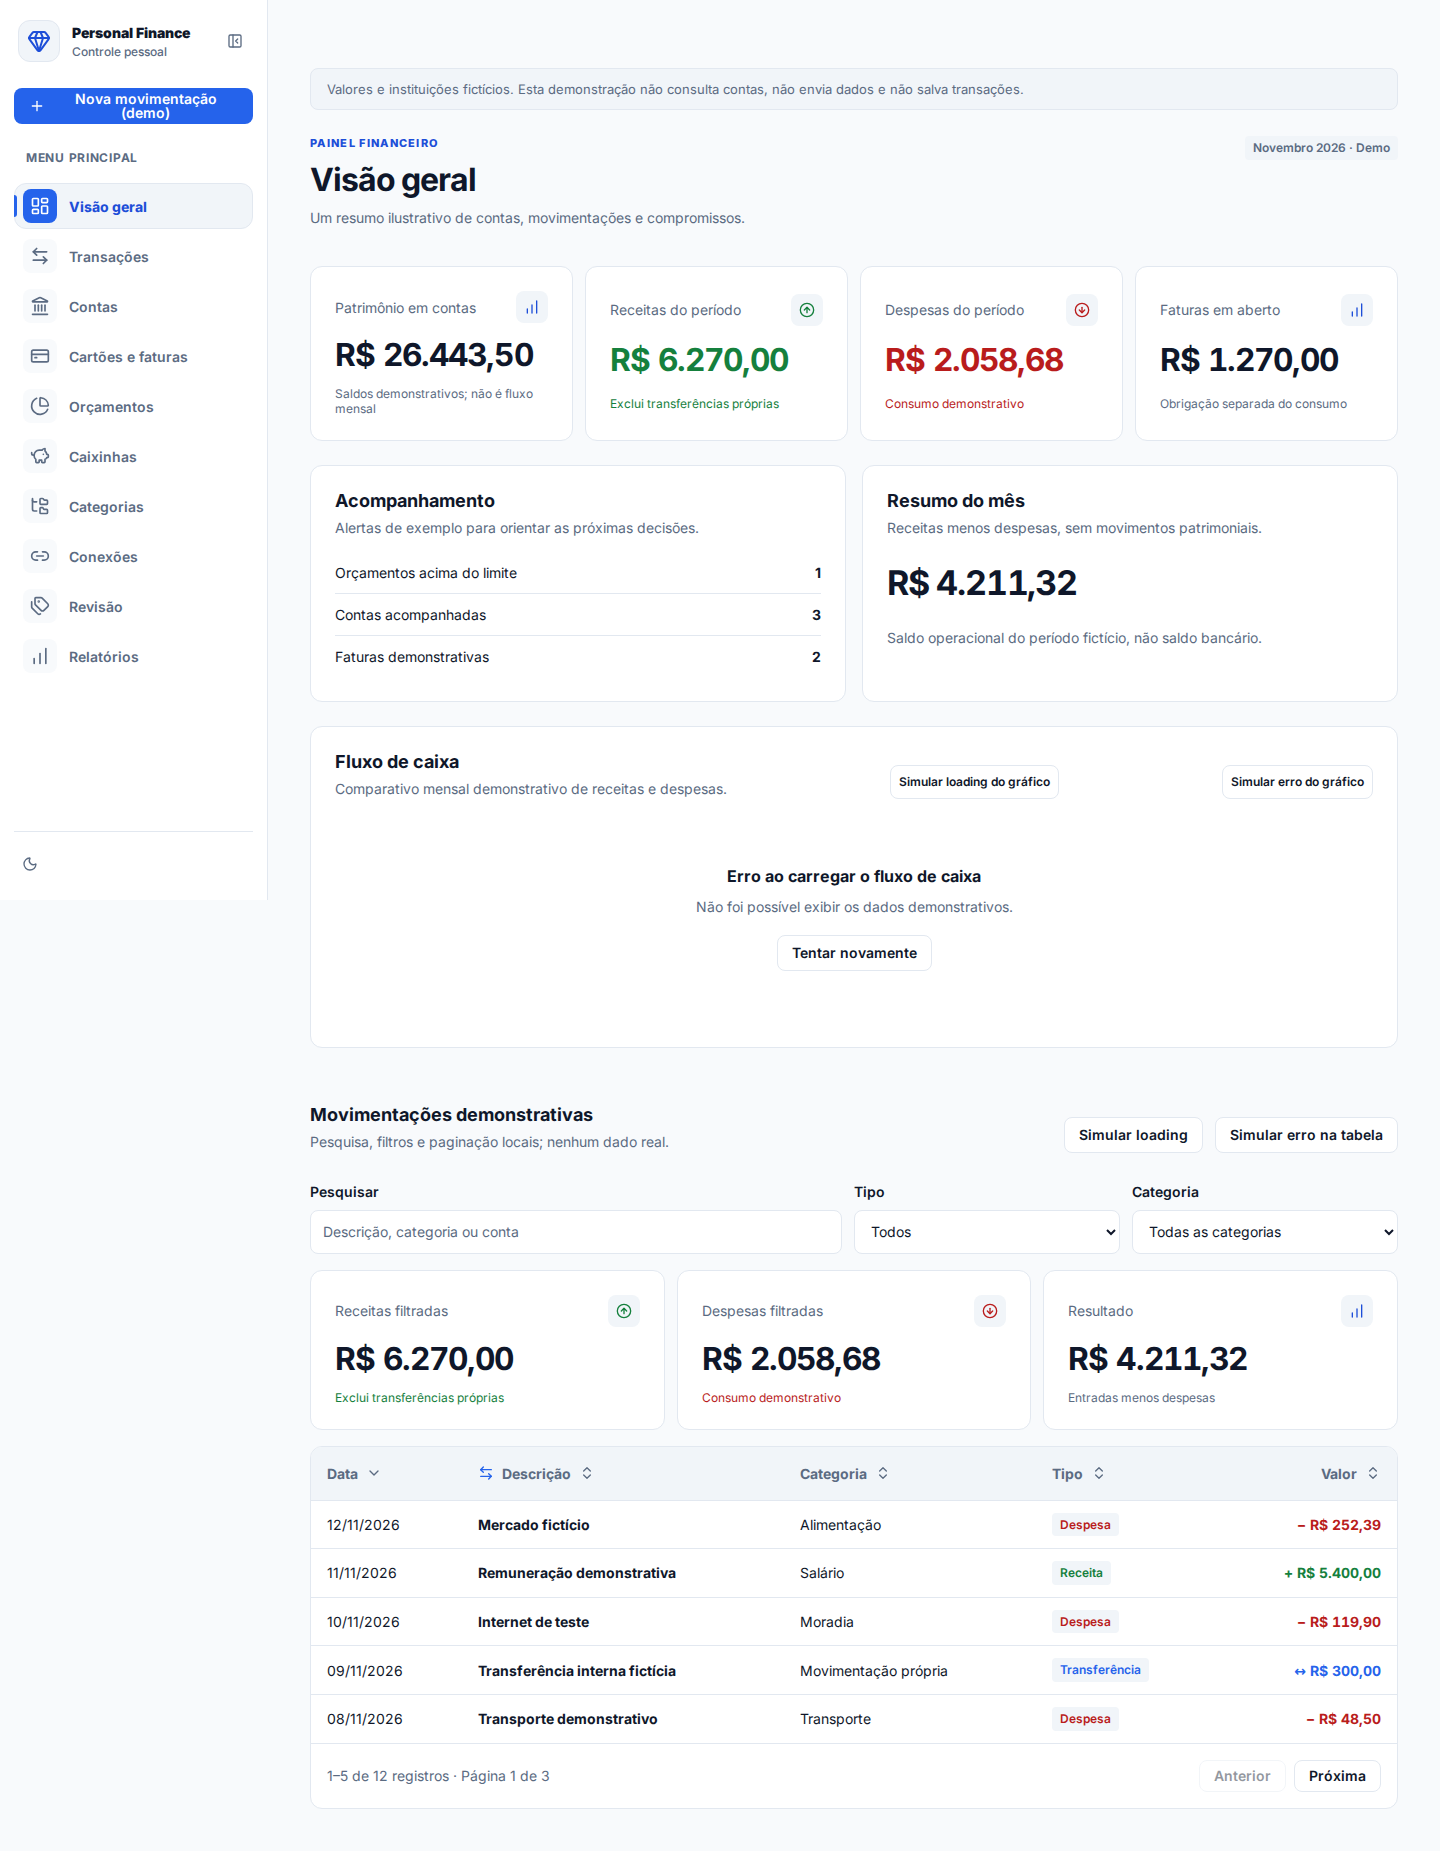 Personal Finance
Controle pessoal
Nova movimentação
(demo)
MENU PRINCIPAL
Visão geral
Transações
Contas
Cartões e faturas
Orçamentos
Caixinhas
Categorias
Conexões
Revisão
Relatórios
Valores e instituições fictícios. Esta demonstração não consulta contas, não envia dados e não salva transações.
PAINEL FINANCEIRO
Novembro 2026 · Demo
Visão geral
Um resumo ilustrativo de contas, movimentações e compromissos.
Patrimônio em contas
R$ 26.443,50
Saldos demonstrativos; não é fluxo
mensal
Receitas do período
R$ 6.270,00
Exclui transferências próprias
Despesas do período
R$ 2.058,68
Consumo demonstrativo
Faturas em aberto
R$ 1.270,00
Obrigação separada do consumo
Acompanhamento
Alertas de exemplo para orientar as próximas decisões.
Orçamentos acima do limite 1
Contas acompanhadas 3
Faturas demonstrativas 2
Resumo do mês
Receitas menos despesas, sem movimentos patrimoniais.
R$ 4.211,32
Saldo operacional do período fictício, não saldo bancário.
Fluxo de caixa
Comparativo mensal demonstrativo de receitas e despesas.
Simular loading do gráfico
Simular erro do gráfico
Erro ao carregar o fluxo de caixa
Não foi possível exibir os dados demonstrativos.
Tentar novamente
Movimentações demonstrativas
Pesquisa, filtros e paginação locais; nenhum dado real.
Simular loading
Simular erro na tabela
Pesquisar
Descrição, categoria ou conta
Tipo
Todos
Categoria
Todas as categorias
Receitas filtradas
R$ 6.270,00
Exclui transferências próprias
Despesas filtradas
R$ 2.058,68
Consumo demonstrativo
Resultado
R$ 4.211,32
Entradas menos despesas
Data Descrição Categoria Tipo Valor
12/11/2026 Mercado fictício Alimentação Despesa − R$ 252,39
11/11/2026 Remuneração demonstrativa Salário Receita + R$ 5.400,00
10/11/2026 Internet de teste Moradia Despesa − R$ 119,90
09/11/2026 Transferência interna fictícia Movimentação própria Transferência ↔ R$ 300,00
08/11/2026 Transporte demonstrativo Transporte Despesa − R$ 48,50
1–5 de 12 registros · Página 1 de 3
Anterior
Próxima